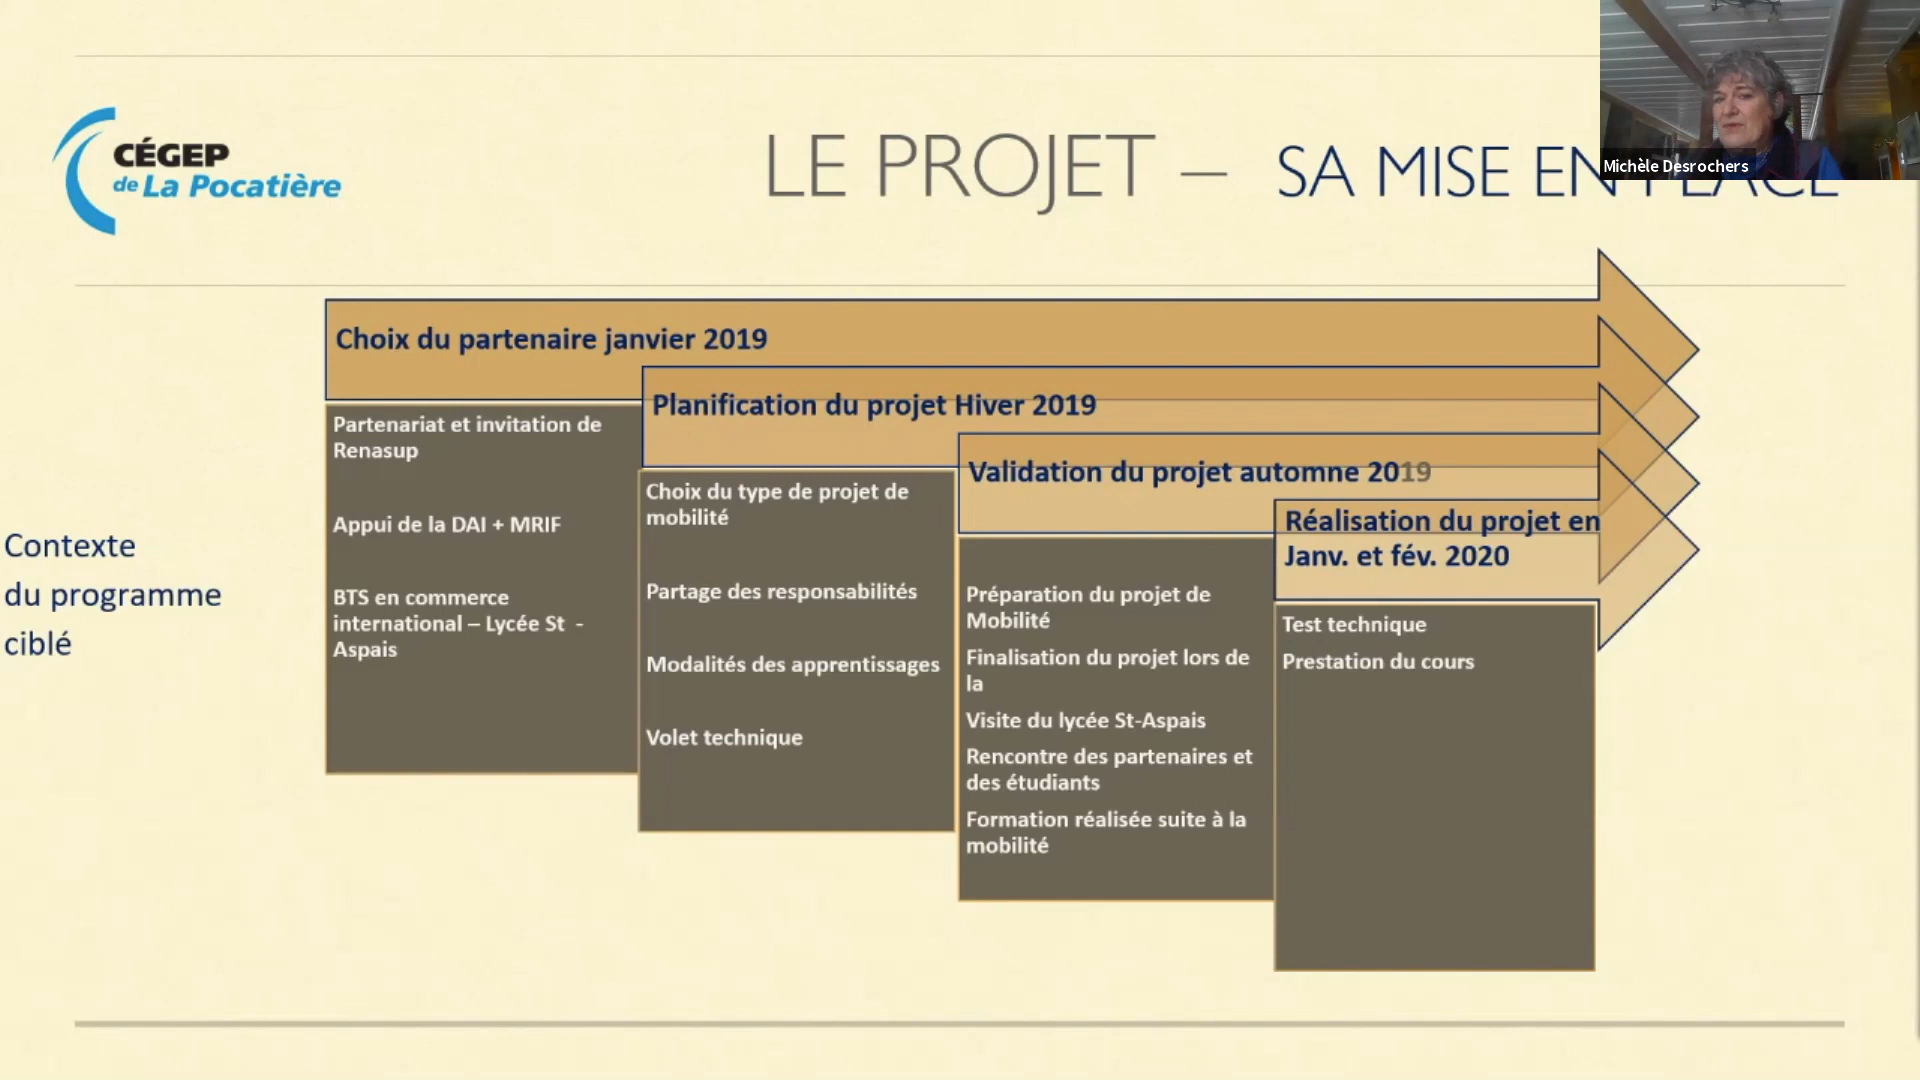 Michèle Desrochers
CÉGEP
de La Pocatière
LE PROJET – SA MISE EN PLACE
Contexte
du programme
ciblé
Choix du partenaire janvier 2019
Partenariat et invitation de
Renasup
Appui de la DAI + MRIF
BTS en commerce
international – Lycée St -
Aspais
Planification du projet Hiver 2019
Choix du type de projet de
mobilité
Partage des responsabilités
Modalités des apprentissages
Volet technique
Validation du projet automne 2019
Préparation du projet de
Mobilité
Finalisation du projet lors de
la
Visite du lycée St-Aspais
Rencontre des partenaires et
des étudiants
Formation réalisée suite à la
mobilité
Réalisation du projet en
Janv. et fév. 2020
Test technique
Prestation du cours